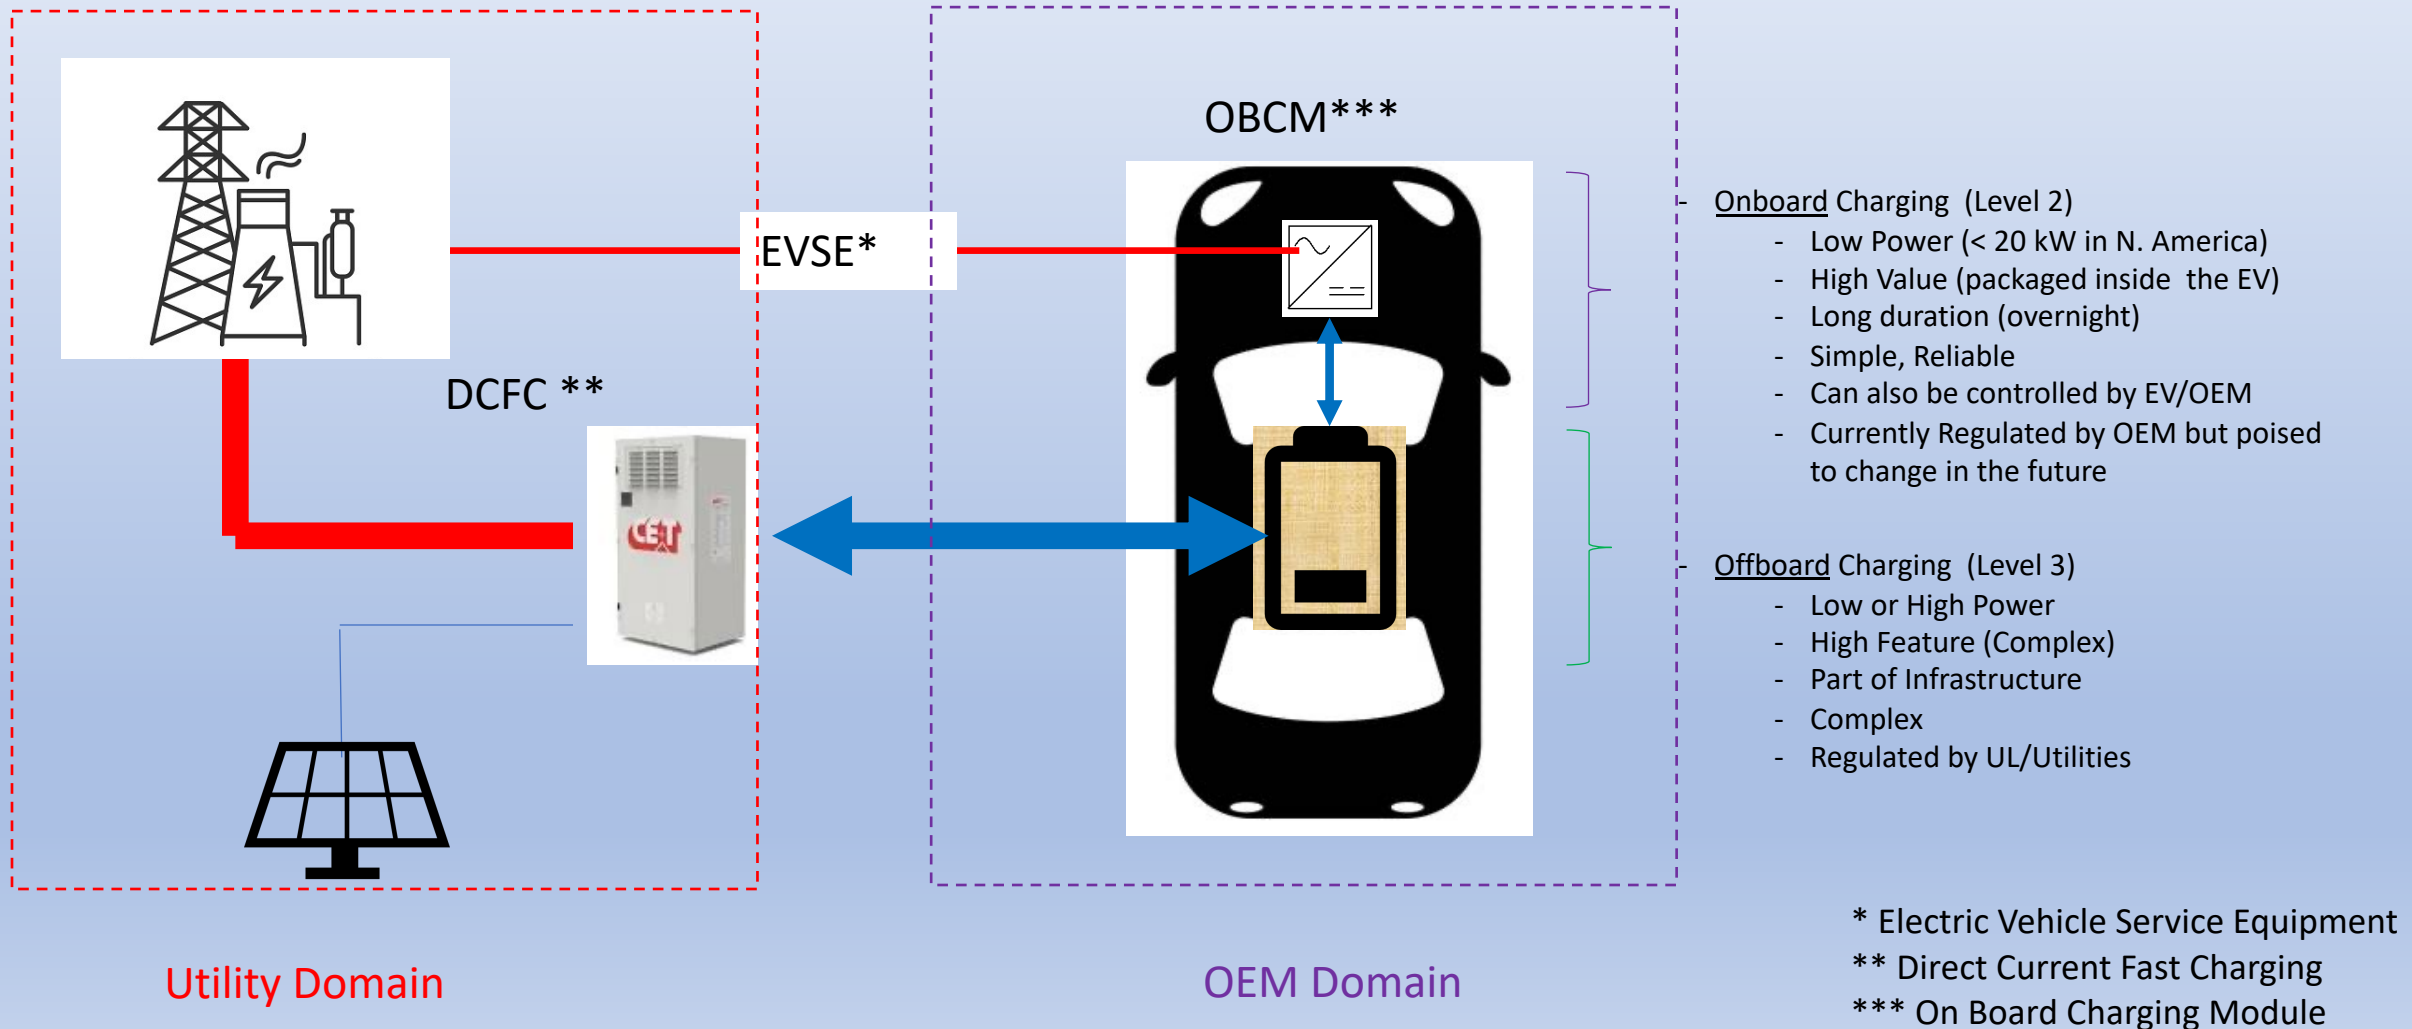 OBCM***
EVSE*
DCFC **
CE+T
- Onboard Charging (Level 2)
- Low Power (< 20 kW in N. America)
- High Value (packaged inside the EV)
- Long duration (overnight)
- Simple, Reliable
- Can also be controlled by EV/OEM
- Currently Regulated by OEM but poised
to change in the future
- Offboard Charging (Level 3)
- Low or High Power
- High Feature (Complex)
- Part of Infrastructure
- Complex
- Regulated by UL/Utilities
Utility Domain
OEM Domain
* Electric Vehicle Service Equipment
** Direct Current Fast Charging
*** On Board Charging Module